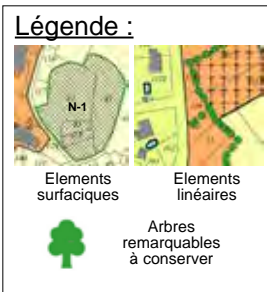 Légende :
N-1
Elements
surfaciques
Elements
linéaires
Arbres
remarquables
à conserver